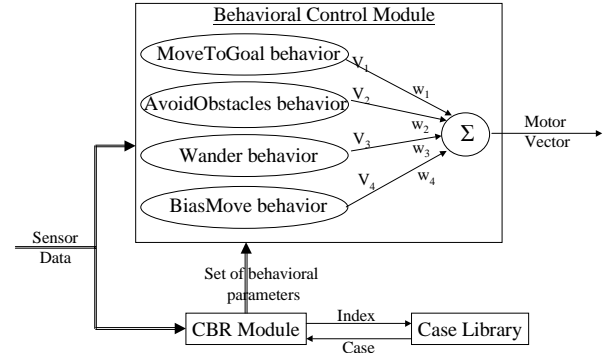 Behavioral Control Module
MoveToGoal behavior
V1
w1
AvoidObstacles behavior
V2
w2
Σ
Motor
Vector
Wander behavior
V3
w3
V4
w4
BiasMove behavior
Sensor
Data
Set of behavioral
parameters
CBR Module
Index
Case
Case Library